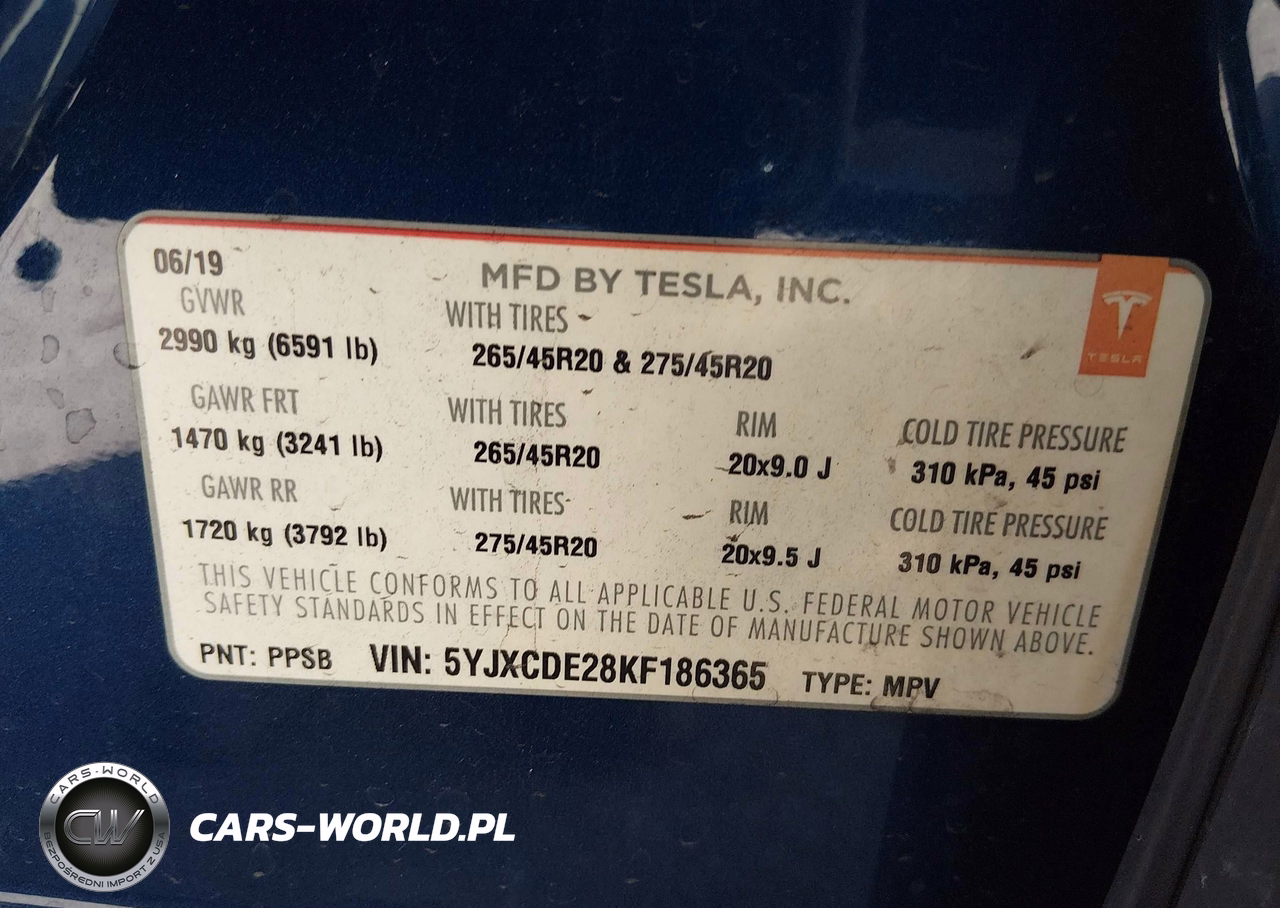 06/19
MFD BY TESLA, INC.
TESLA
GVWR WITH TIRES
2990 kg (6591 lb) 265/45R20 & 275/45R20
GAWR FRT WITH TIRES RIM COLD TIRE PRESSURE
1470 kg (3241 lb) 265/45R20 20x9.0 J 310 kPa, 45 psi
GAWR RR WITH TIRES RIM COLD TIRE PRESSURE
1720 kg (3792 lb) 275/45R20 20x9.5 J 310 kPa, 45 psi
THIS VEHICLE CONFORMS TO ALL APPLICABLE U.S. FEDERAL MOTOR VEHICLE
SAFETY STANDARDS IN EFFECT ON THE DATE OF MANUFACTURE SHOWN ABOVE.
PNT: PPSB VIN: 5YJXCDE28KF186365 TYPE: MPV
CARS-WORLD
CW
BEZPOŚREDNI IMPORT Z USA
CARS-WORLD.PL